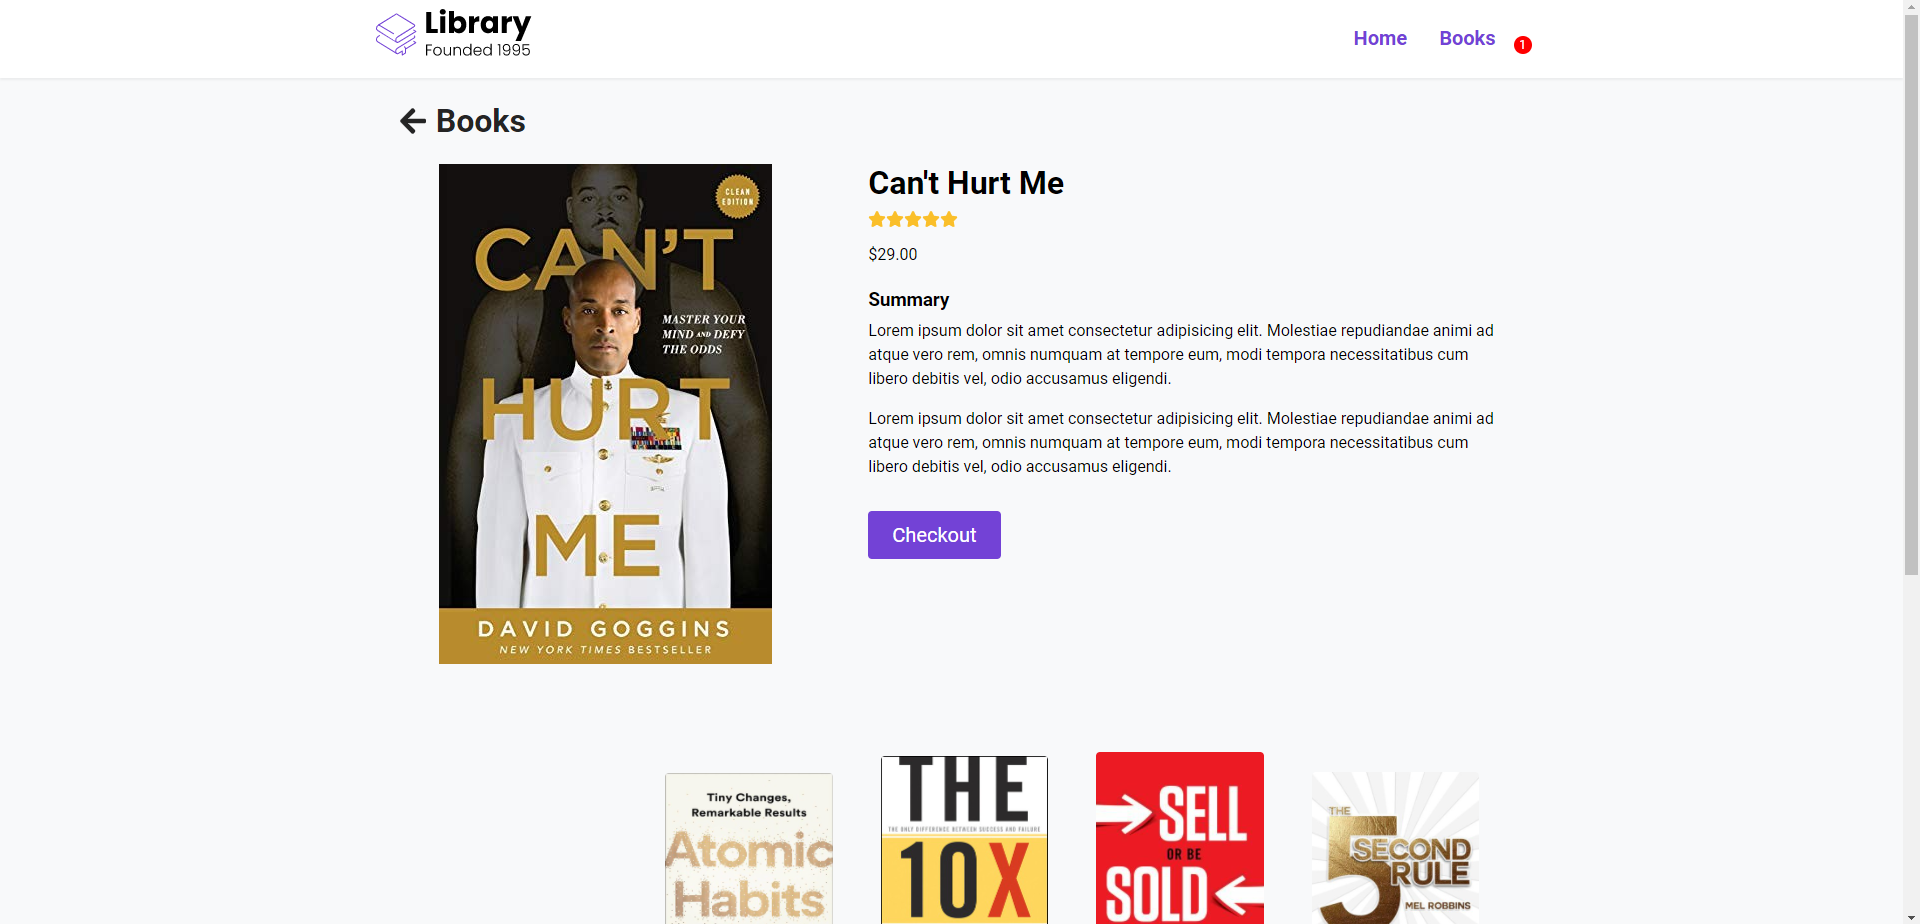 Library
Founded 1995
Home
Books
1
Books
CLEAN
EDITION
CAN'T
MASTER YOUR
MIND AND DEFY
THE ODDS
HURT
ME
DAVID GOGGINS
NEW YORK TIMES BESTSELLER
Can't Hurt Me
$29.00
Summary
Lorem ipsum dolor sit amet consectetur adipisicing elit. Molestiae repudiandae animi ad
atque vero rem, omnis numquam at tempore eum, modi tempora necessitatibus cum
libero debitis vel, odio accusamus eligendi.
Lorem ipsum dolor sit amet consectetur adipisicing elit. Molestiae repudiandae animi ad
atque vero rem, omnis numquam at tempore eum, modi tempora necessitatibus cum
libero debitis vel, odio accusamus eligendi.
Checkout
Tiny Changes,
Remarkable Results
Atomic
Habits
THE
THE ONLY DIFFERENCE BETWEEN SUCCESS AND FAILURE
10X
SELL
OR BE
SOLD
THE
5
SECOND
RULE
MEL ROBBINS